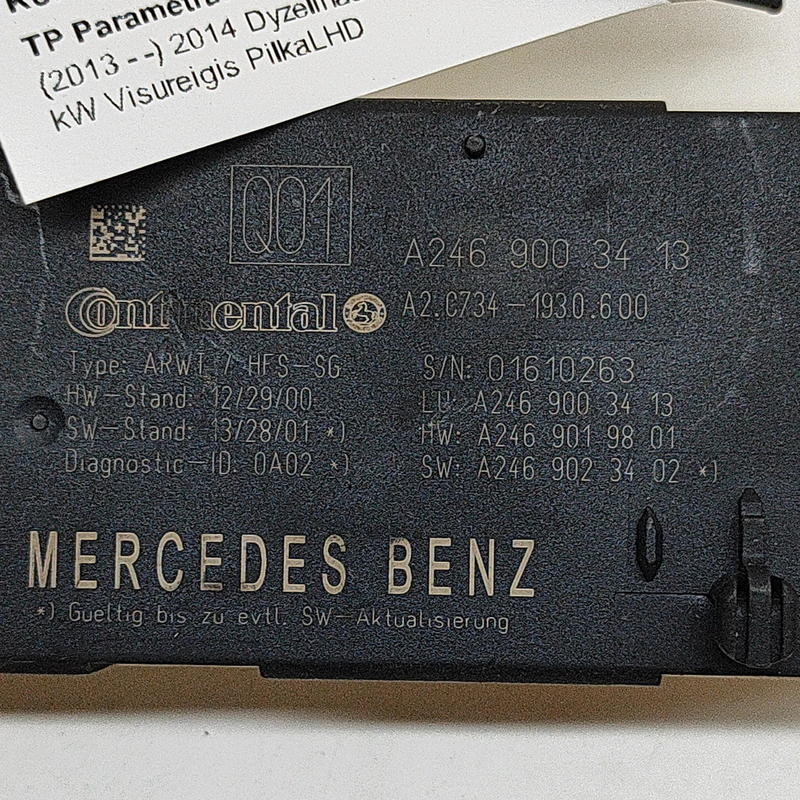 TP Parametra
(2013 - -) 2014 Dyzelinas
kW Visureigis PilkaLHD
Q01
A246 900 34 13
Continental
A2.C734-1930.600
Type: ARWT / HFS-SG
S/N: 01610263
HW-Stand: 12/29/00
LU: A246 900 34 13
SW-Stand: 13/28/01 *)
HW: A246 901 98 01
Diagnostic-ID: 0A02 *)
SW: A246 902 34 02 *)
MERCEDES BENZ
*) Gueltig bis zu evtl. SW-Aktualisierung